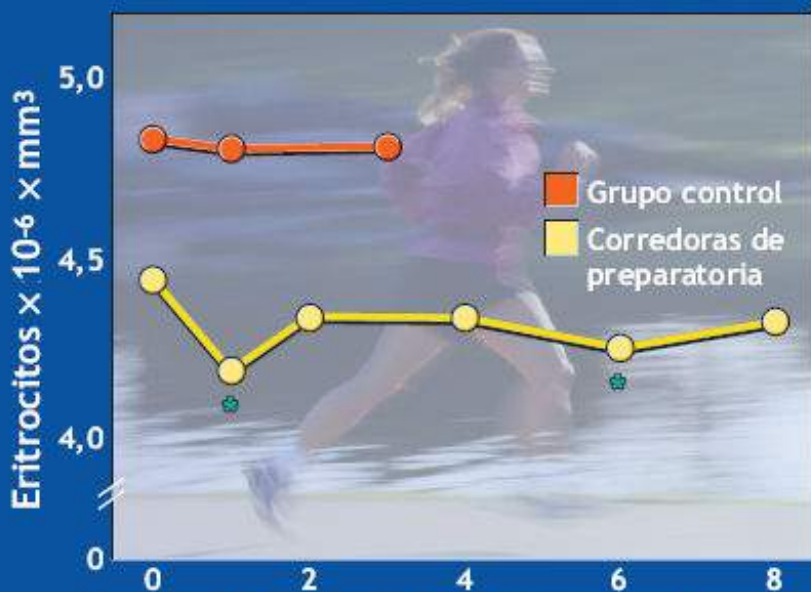 Eritrocitos × 10-6 × mm³
5,0
4,5
4,0
0
Grupo control
Corredoras de
preparatoria
*
*
0 2 4 6 8